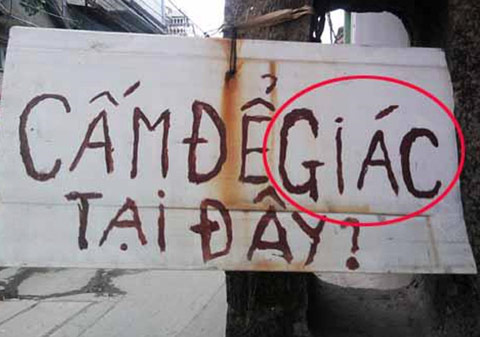 CẤM ĐỂ GIÁC
TẠI ĐÂY?